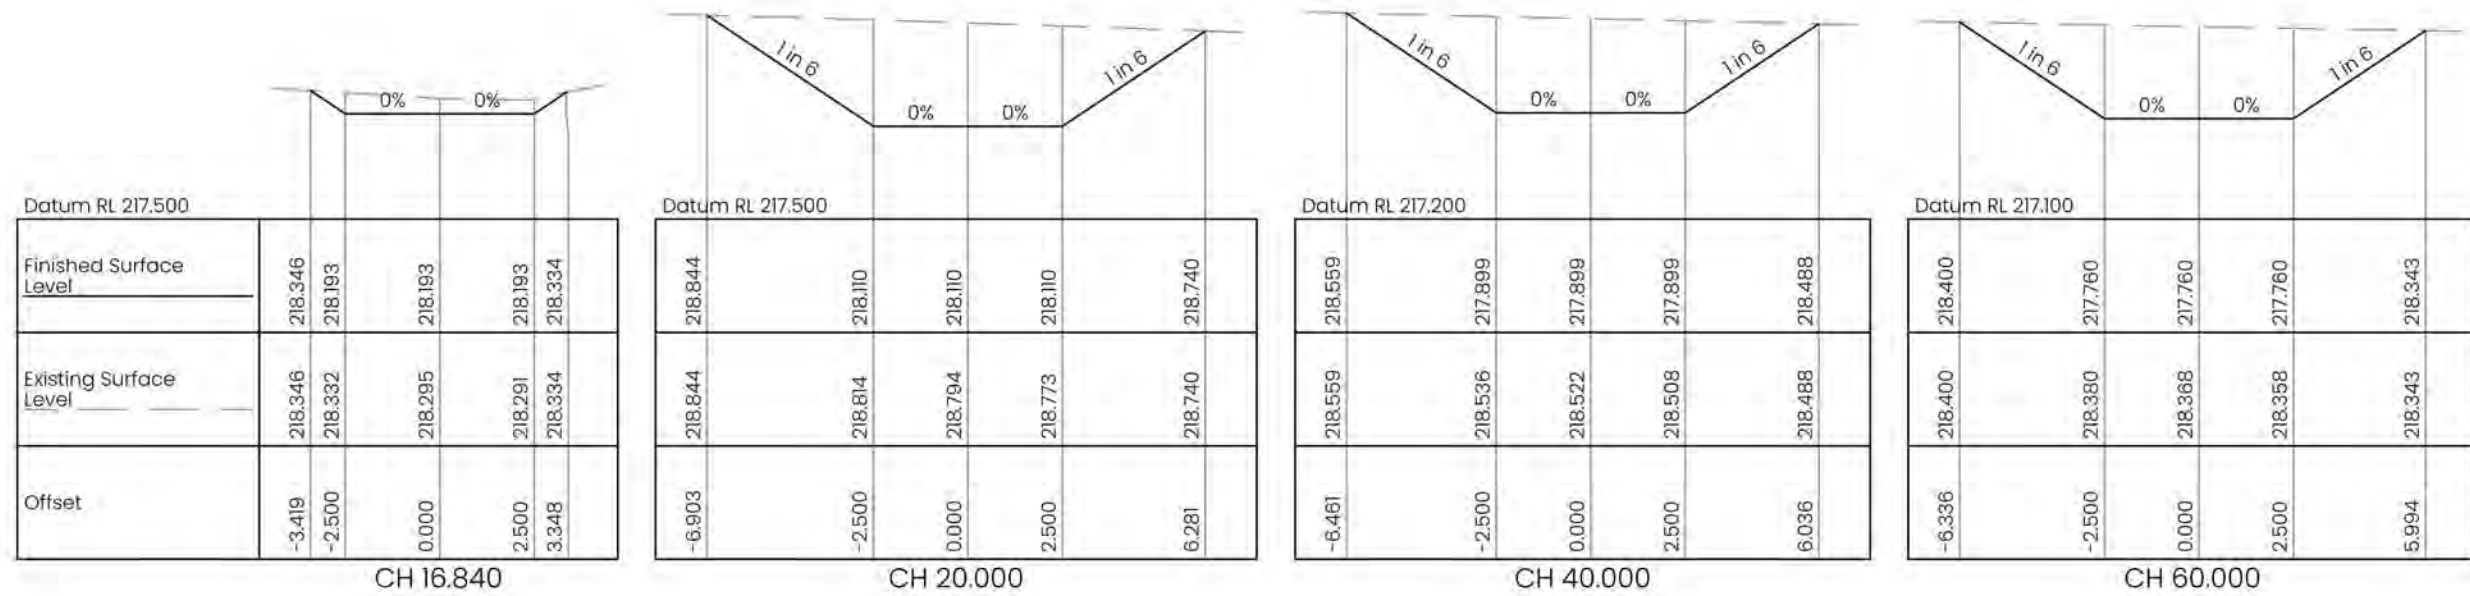 0% 0%
Datum RL 217.500
Finished Surface
Level
218.346 218.193 218.193 218.193 218.334
Existing Surface
Level
218.346 218.332 218.295 218.291 218.334
Offset
-3.419 -2.500 0.000 2.500 3.348
CH 16.840
1 in 6 1 in 6
0% 0%
Datum RL 217.500
218.844 218.110 218.110 218.110 218.740
218.844 218.814 218.794 218.773 218.740
-6.903 -2.500 0.000 2.500 6.281
CH 20.000
1 in 6 1 in 6
0% 0%
Datum RL 217.200
218.559 217.899 217.899 217.899 218.488
218.559 218.536 218.522 218.508 218.488
-6.461 -2.500 0.000 2.500 6.036
CH 40.000
1 in 6 1 in 6
0% 0%
Datum RL 217.100
218.400 217.760 217.760 217.760 218.343
218.400 218.380 218.368 218.358 218.343
-6.336 -2.500 0.000 2.500 5.994
CH 60.000